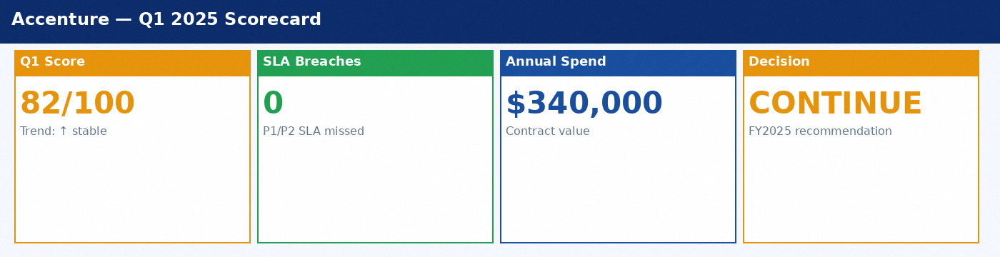 Accenture — Q1 2025 Scorecard
Q1 Score
82/100
Trend: ↑ stable
SLA Breaches
0
P1/P2 SLA missed
Annual Spend
$340,000
Contract value
Decision
CONTINUE
FY2025 recommendation